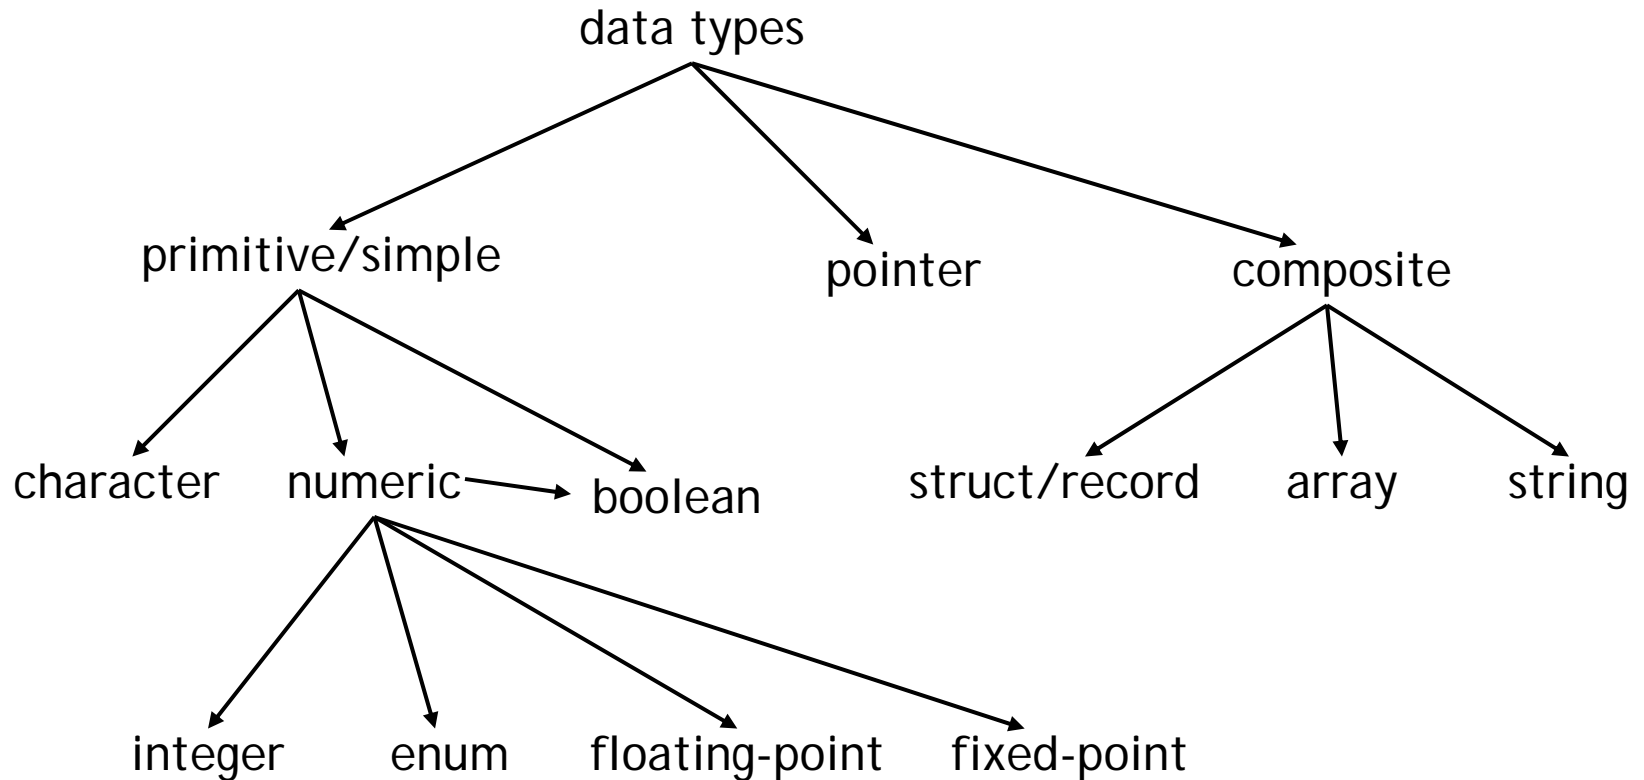 data types
primitive/simple
pointer
composite
character
numeric
boolean
struct/record
array
string
integer
enum
floating-point
fixed-point